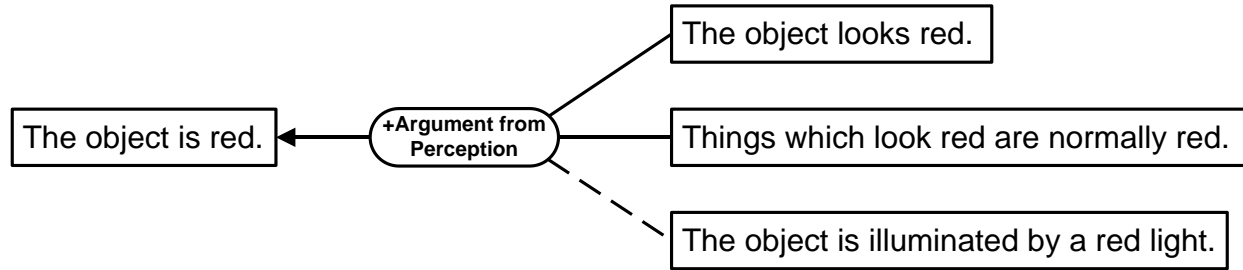 The object looks red.
The object is red.
+Argument from
Perception
Things which look red are normally red.
The object is illuminated by a red light.